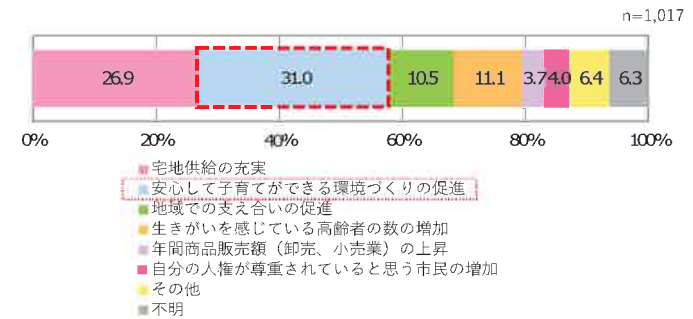 n=1,017
26.9 31.0 10.5 11.1 3.7 4.0 6.4 6.3
0% 20% 40% 60% 80% 100%
宅地供給の充実
安心して子育てができる環境づくりの促進
地域での支え合いの促進
生きがいを感じている高齢者の数の増加
年間商品販売額（卸売、小売業）の上昇
自分の人権が尊重されていると思う市民の増加
その他
不明